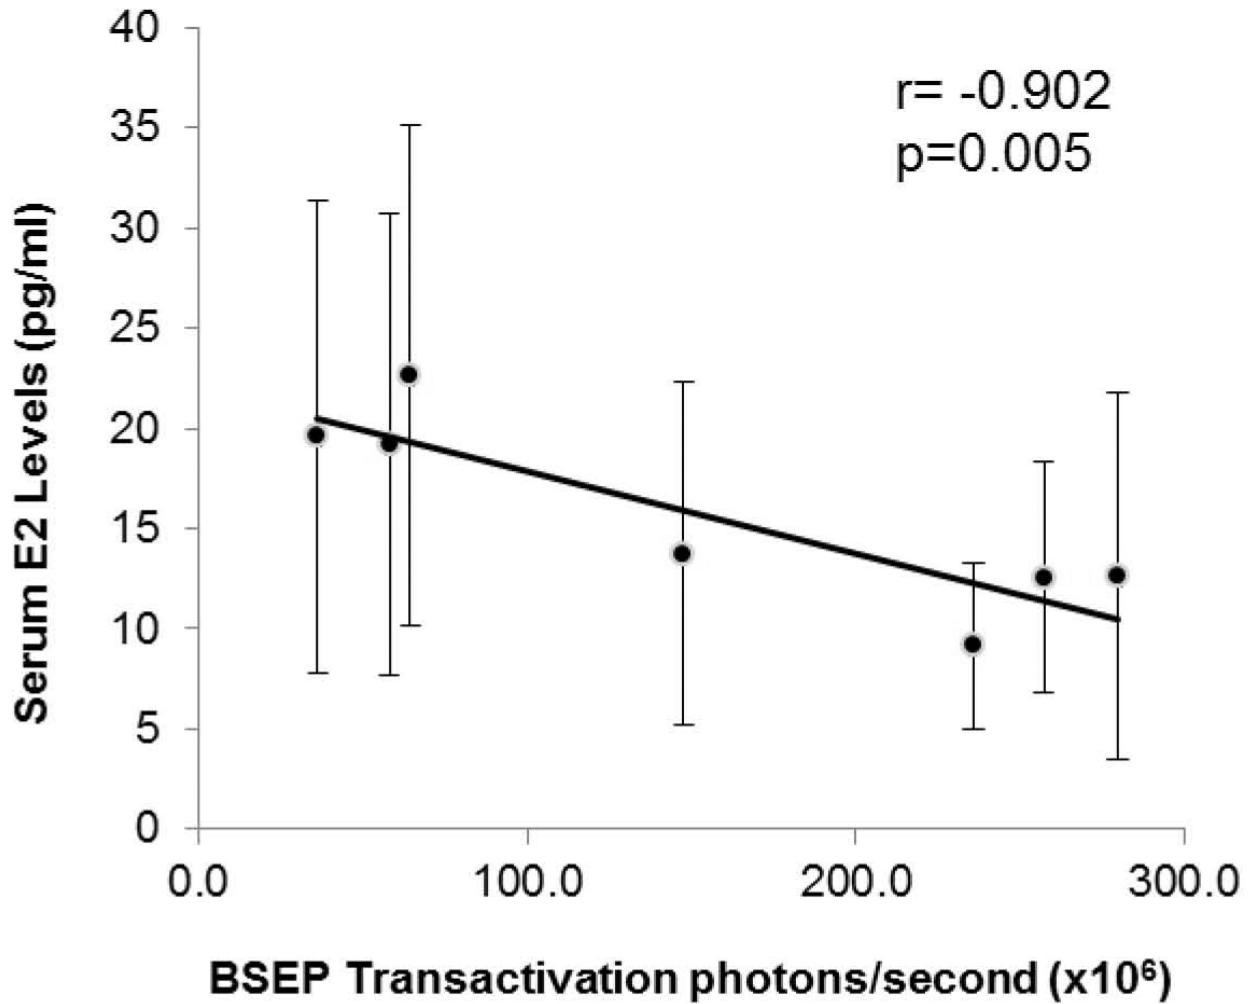 40
35
30
25
20
15
10
5
0
Serum E2 Levels (pg/ml)
r= -0.902
p=0.005
0.0 100.0 200.0 300.0
BSEP Transactivation photons/second (x10⁶)